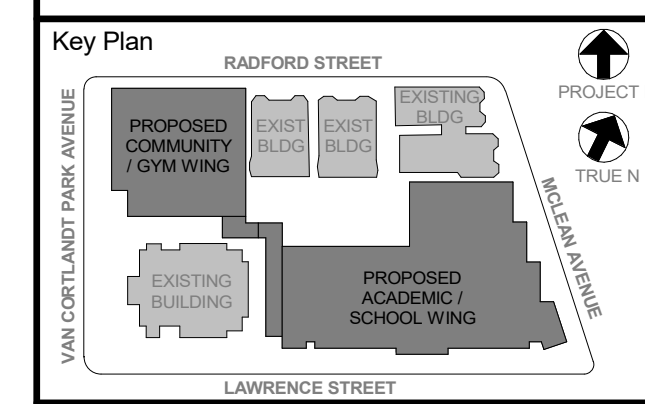 Key Plan
RADFORD STREET
PROJECT
TRUE N
VAN CORTLANDT PARK AVENUE
PROPOSED
COMMUNITY
/ GYM WING
EXIST
BLDG
EXIST
BLDG
EXISTING
BLDG
MCLEAN AVENUE
EXISTING
BUILDING
PROPOSED
ACADEMIC /
SCHOOL WING
LAWRENCE STREET